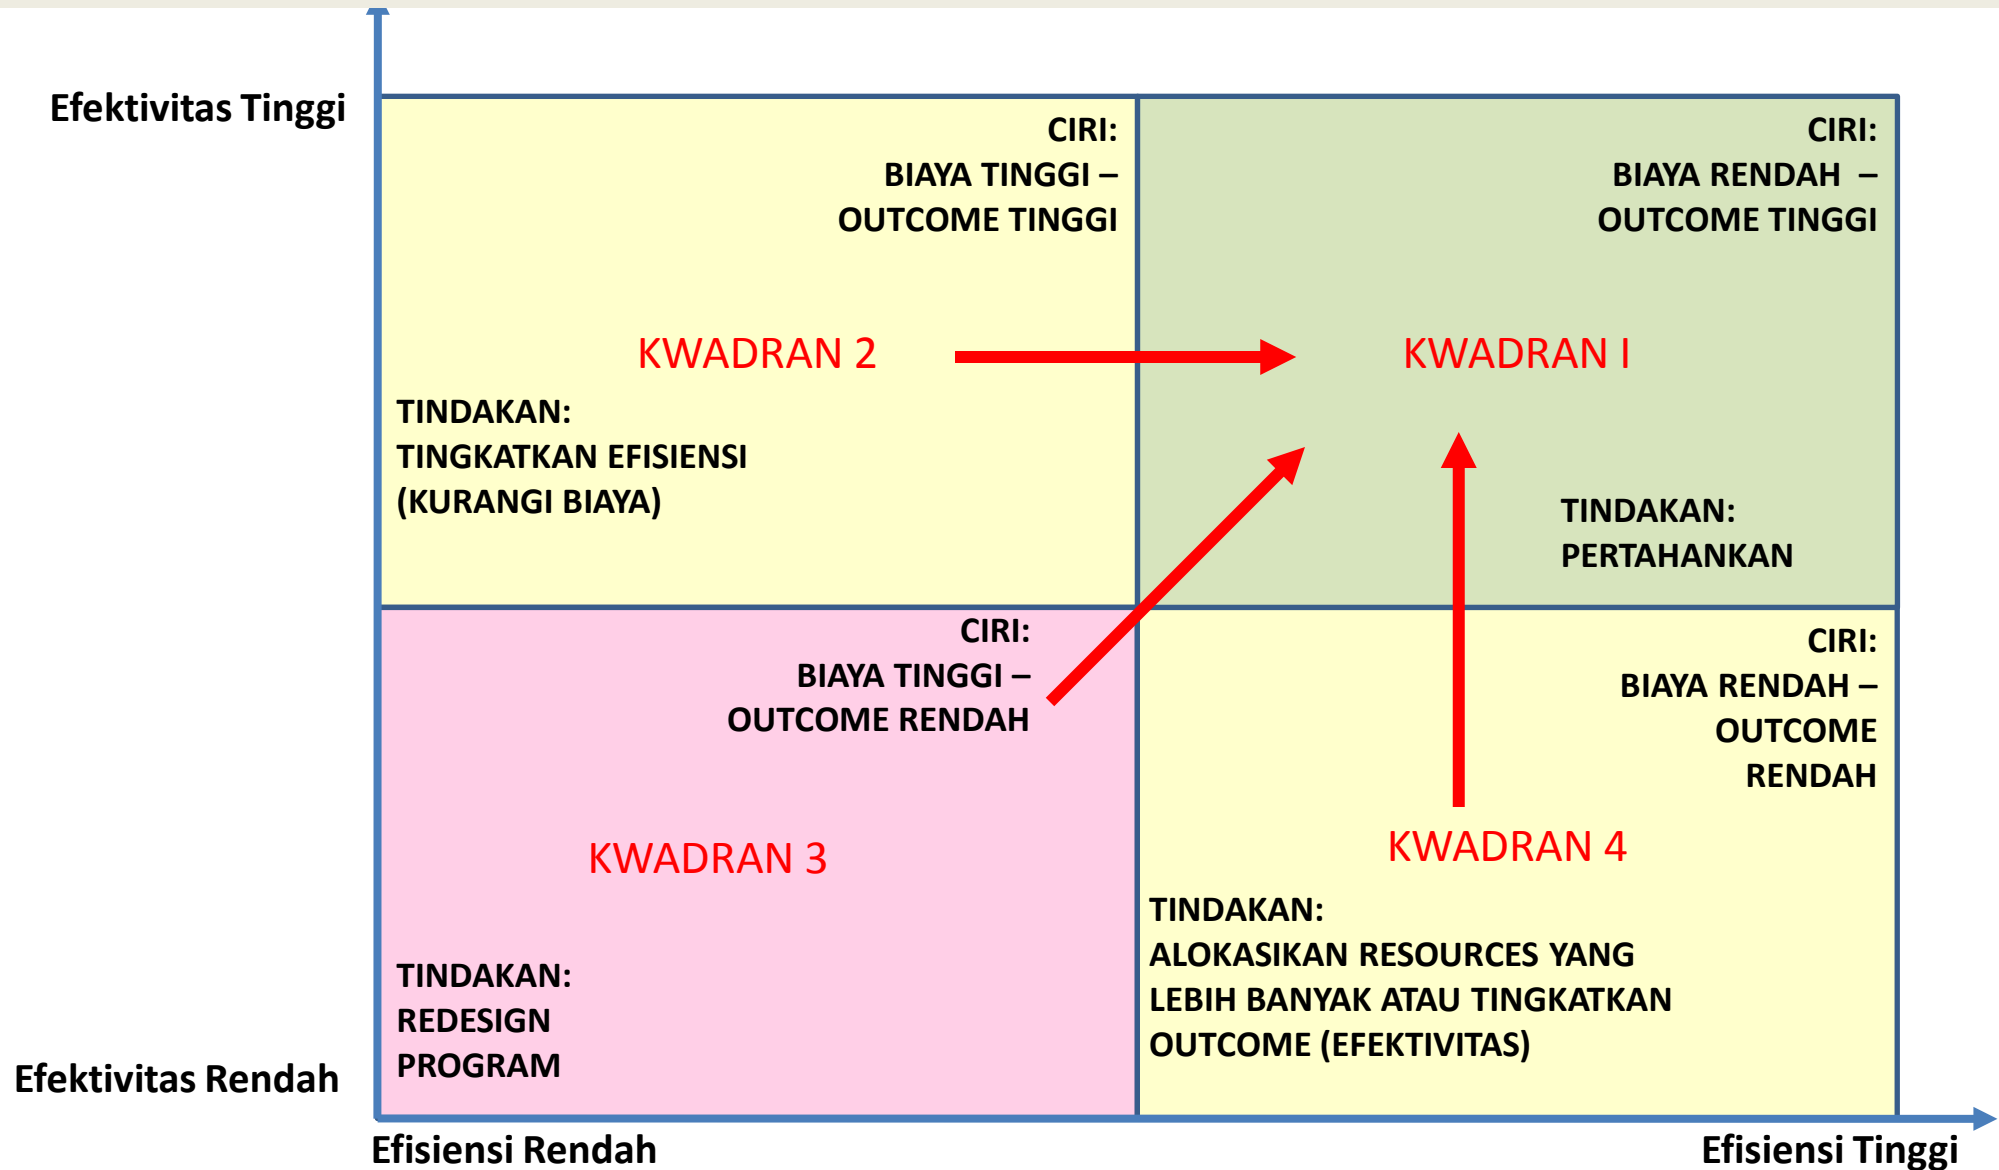 Efektivitas Tinggi
CIRI:
BIAYA TINGGI –
OUTCOME TINGGI
KWADRAN 2
TINDAKAN:
TINGKATKAN EFISIENSI
(KURANGI BIAYA)
CIRI:
BIAYA RENDAH –
OUTCOME TINGGI
KWADRAN I
TINDAKAN:
PERTAHANKAN
CIRI:
BIAYA TINGGI –
OUTCOME RENDAH
KWADRAN 3
TINDAKAN:
REDESIGN
PROGRAM
CIRI:
BIAYA RENDAH –
OUTCOME
RENDAH
KWADRAN 4
TINDAKAN:
ALOKASIKAN RESOURCES YANG
LEBIH BANYAK ATAU TINGKATKAN
OUTCOME (EFEKTIVITAS)
Efektivitas Rendah
Efisiensi Rendah
Efisiensi Tinggi